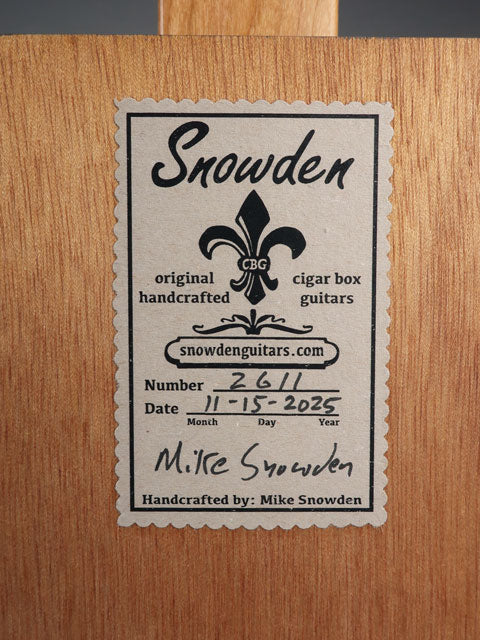 Snowden
CBG
original cigar box
handcrafted guitars
snowdenguitars.com
Number 2611
Date 11-15-2025
Month Day Year
Mike Snowden
Handcrafted by: Mike Snowden